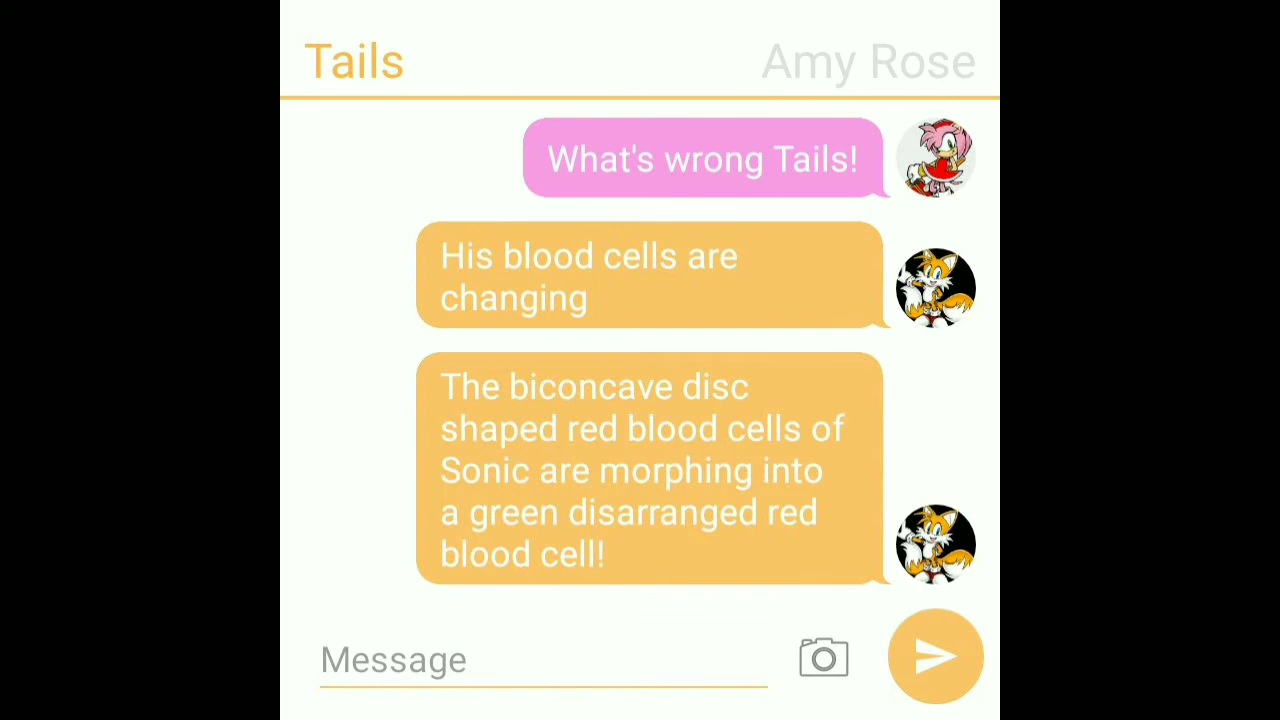 Tails
Amy Rose
What's wrong Tails!
His blood cells are
changing
The biconcave disc
shaped red blood cells of
Sonic are morphing into
a green disarranged red
blood cell!
Message